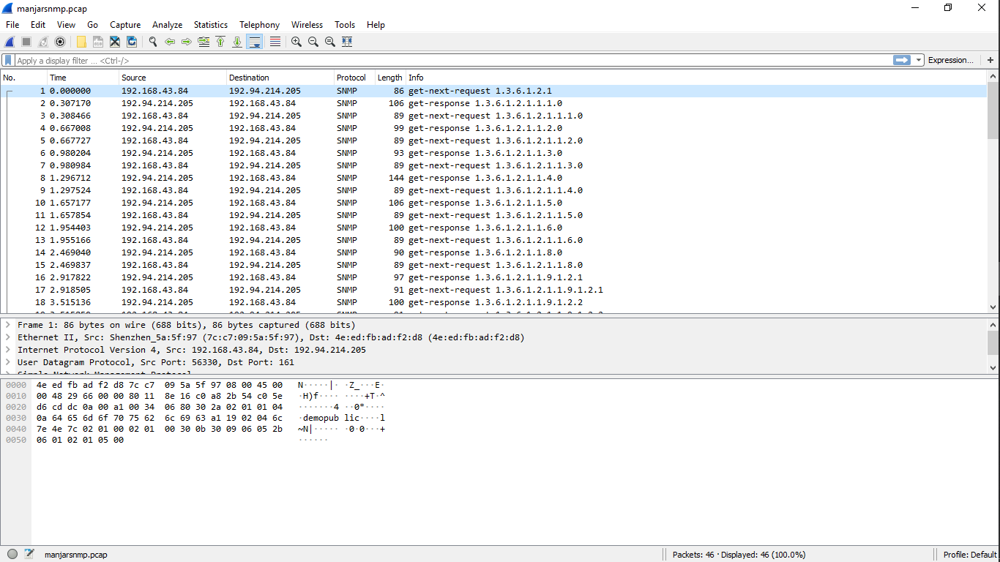 manjarsnmp.pcap
File Edit View Go Capture Analyze Statistics Telephony Wireless Tools Help
Apply a display filter ... <Ctrl-/> Expression... +
No. Time Source Destination Protocol Length Info
1 0.000000 192.168.43.84 192.94.214.205 SNMP 86 get-next-request 1.3.6.1.2.1
2 0.307170 192.94.214.205 192.168.43.84 SNMP 106 get-response 1.3.6.1.2.1.1.1.0
3 0.308466 192.168.43.84 192.94.214.205 SNMP 89 get-next-request 1.3.6.1.2.1.1.1.0
4 0.667008 192.94.214.205 192.168.43.84 SNMP 99 get-response 1.3.6.1.2.1.1.2.0
5 0.667727 192.168.43.84 192.94.214.205 SNMP 89 get-next-request 1.3.6.1.2.1.1.2.0
6 0.980204 192.94.214.205 192.168.43.84 SNMP 93 get-response 1.3.6.1.2.1.1.3.0
7 0.980984 192.168.43.84 192.94.214.205 SNMP 89 get-next-request 1.3.6.1.2.1.1.3.0
8 1.296712 192.94.214.205 192.168.43.84 SNMP 144 get-response 1.3.6.1.2.1.1.4.0
9 1.297524 192.168.43.84 192.94.214.205 SNMP 89 get-next-request 1.3.6.1.2.1.1.4.0
10 1.657177 192.94.214.205 192.168.43.84 SNMP 106 get-response 1.3.6.1.2.1.1.5.0
11 1.657854 192.168.43.84 192.94.214.205 SNMP 89 get-next-request 1.3.6.1.2.1.1.5.0
12 1.954403 192.94.214.205 192.168.43.84 SNMP 100 get-response 1.3.6.1.2.1.1.6.0
13 1.955166 192.168.43.84 192.94.214.205 SNMP 89 get-next-request 1.3.6.1.2.1.1.6.0
14 2.469040 192.94.214.205 192.168.43.84 SNMP 90 get-response 1.3.6.1.2.1.1.8.0
15 2.469837 192.168.43.84 192.94.214.205 SNMP 89 get-next-request 1.3.6.1.2.1.1.8.0
16 2.917822 192.94.214.205 192.168.43.84 SNMP 97 get-response 1.3.6.1.2.1.1.9.1.2.1
17 2.918505 192.168.43.84 192.94.214.205 SNMP 91 get-next-request 1.3.6.1.2.1.1.9.1.2.1
18 3.515136 192.94.214.205 192.168.43.84 SNMP 100 get-response 1.3.6.1.2.1.1.9.1.2.2
Frame 1: 86 bytes on wire (688 bits), 86 bytes captured (688 bits)
Ethernet II, Src: Shenzhen_5a:5f:97 (7c:c7:09:5a:5f:97), Dst: 4e:ed:fb:ad:f2:d8 (4e:ed:fb:ad:f2:d8)
Internet Protocol Version 4, Src: 192.168.43.84, Dst: 192.94.214.205
User Datagram Protocol, Src Port: 56330, Dst Port: 161
0000 4e ed fb ad f2 d8 7c c7 09 5a 5f 97 08 00 45 00 N·····|· ·Z_···E·
0010 00 48 29 66 00 00 80 11 8e 16 c0 a8 2b 54 c0 5e ·H)f···· ····+T·^
0020 d6 cd dc 0a 00 a1 00 34 06 80 30 2a 02 01 01 04 ·······4 ··0*····
0030 0a 64 65 6d 6f 70 75 62 6c 69 63 a1 19 02 04 6c ·demopub lic····l
0040 7e 4e 7c 02 01 00 02 01 00 30 0b 30 09 06 05 2b ~N|····· ·0·0···+
0050 06 01 02 01 05 00 ······
manjarsnmp.pcap Packets: 46 · Displayed: 46 (100.0%) Profile: Default